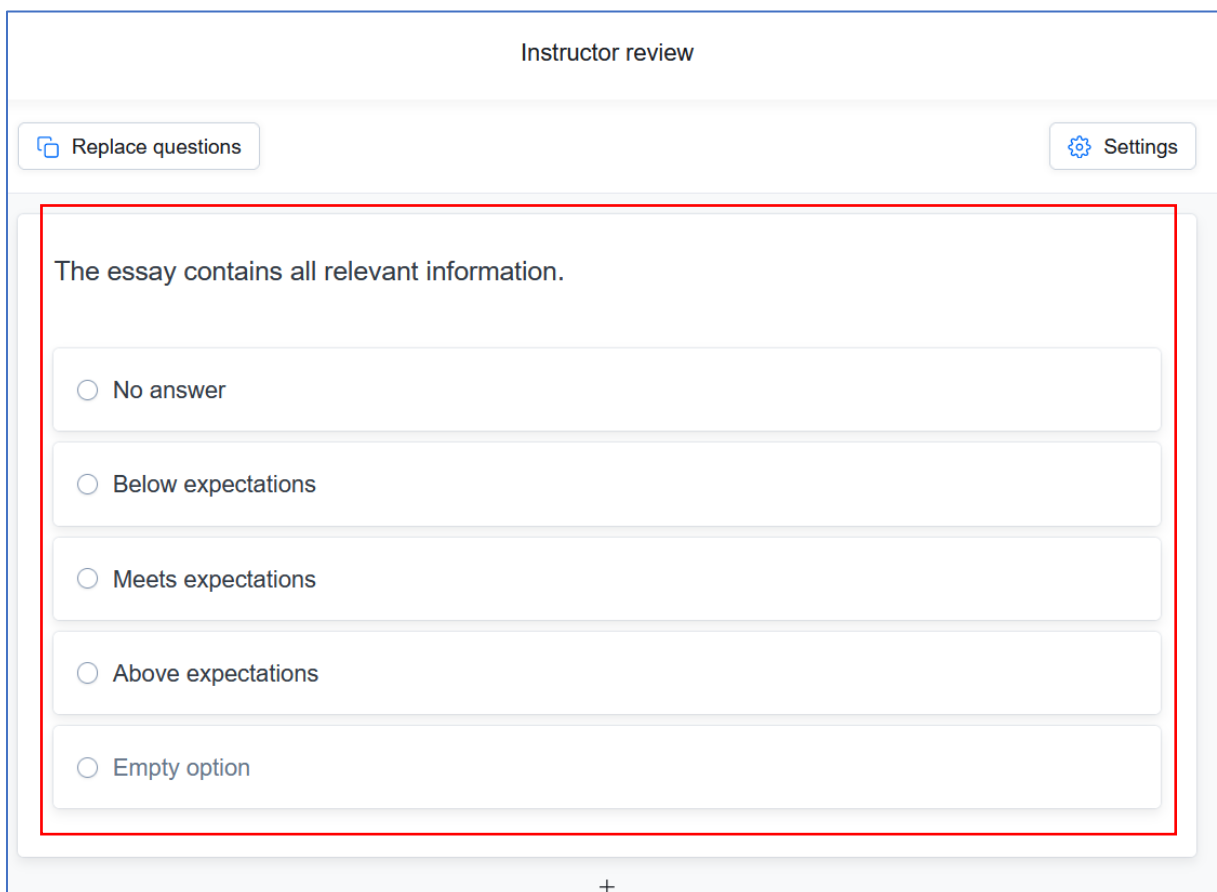 Instructor review
Replace questions
Settings
The essay contains all relevant information.
No answer
Below expectations
Meets expectations
Above expectations
Empty option
+